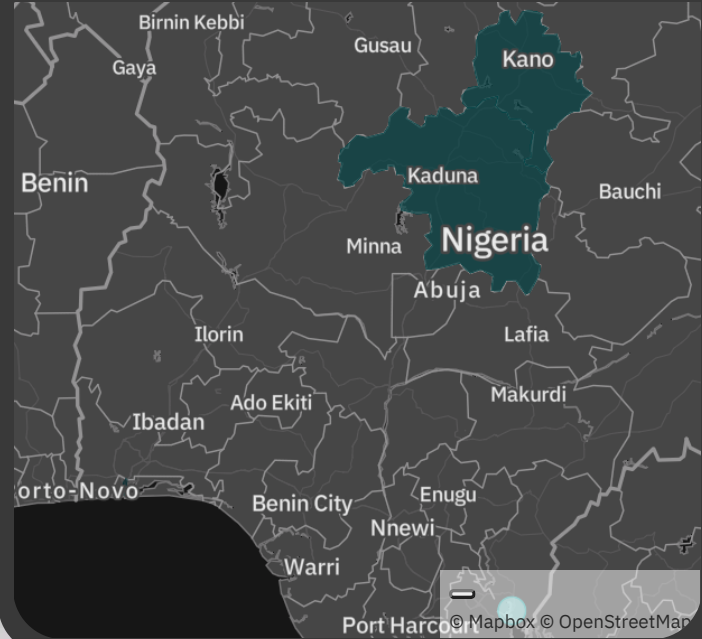 Birnin Kebbi
Gusau
Kano
Gaya
Kaduna
Benin
Bauchi
Minna
Nigeria
Abuja
Ilorin
Lafia
Makurdi
Ado Ekiti
Ibadan
orto-Novo
Benin City
Enugu
Nnewi
Warri
Port Harcourt
© Mapbox © OpenStreetMap